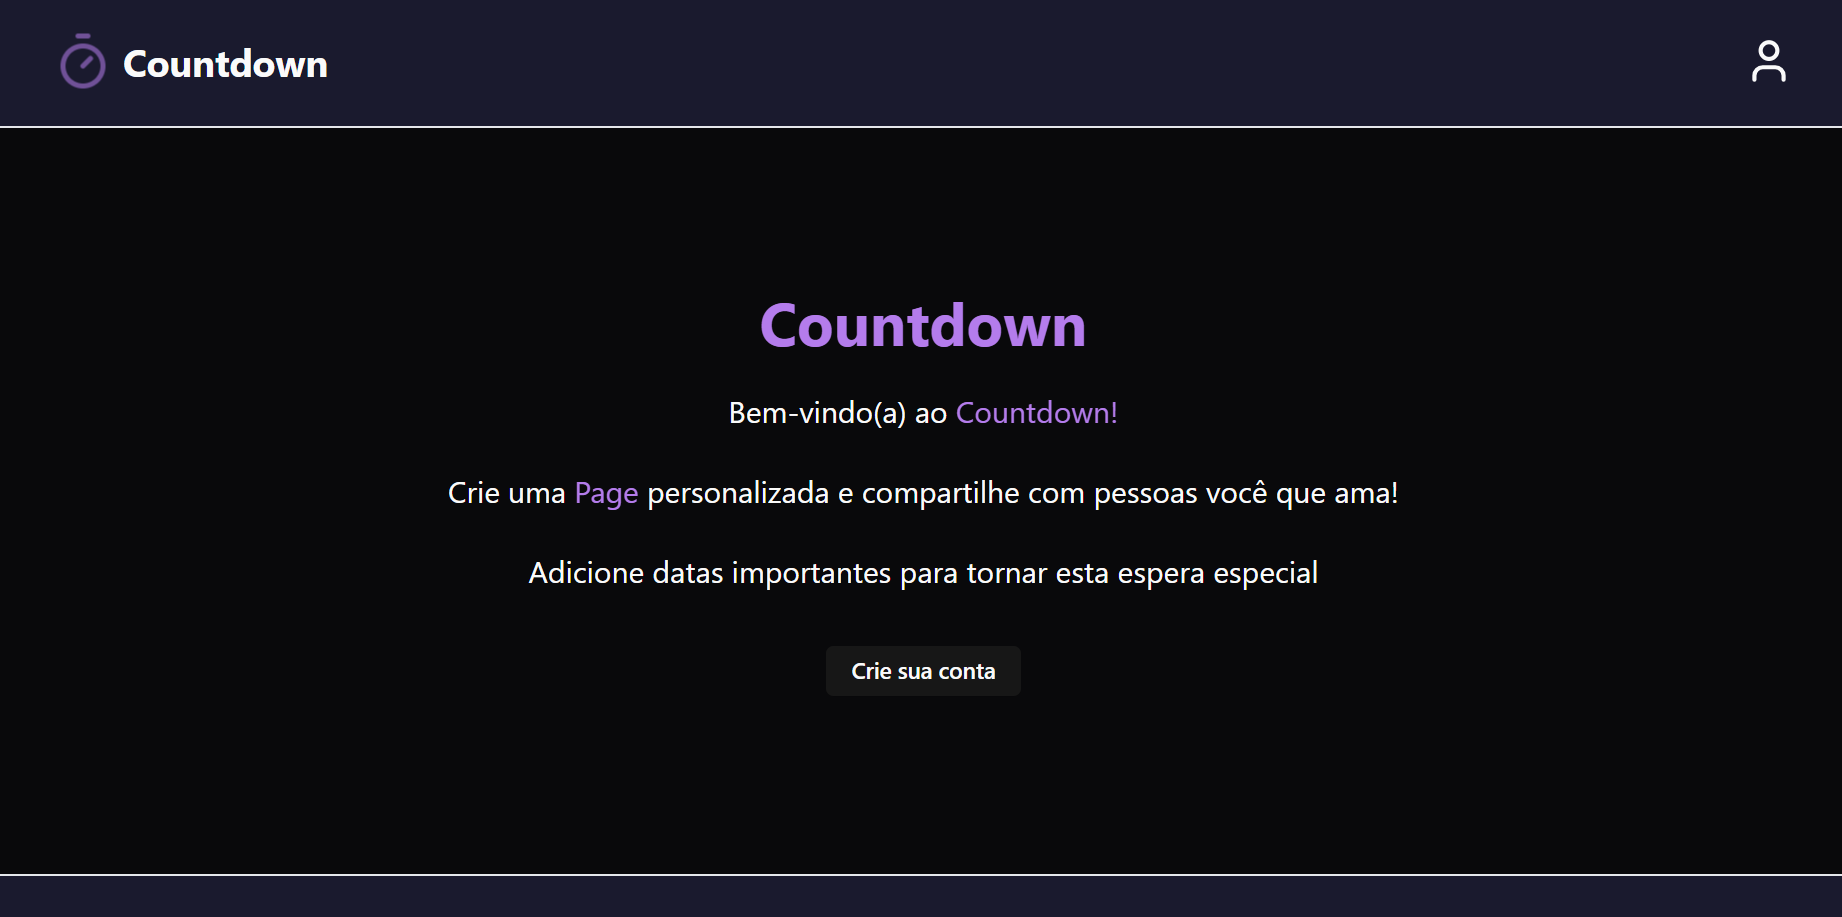 Countdown
Countdown
Bem-vindo(a) ao Countdown!
Crie uma Page personalizada e compartilhe com pessoas você que ama!
Adicione datas importantes para tornar esta espera especial
Crie sua conta